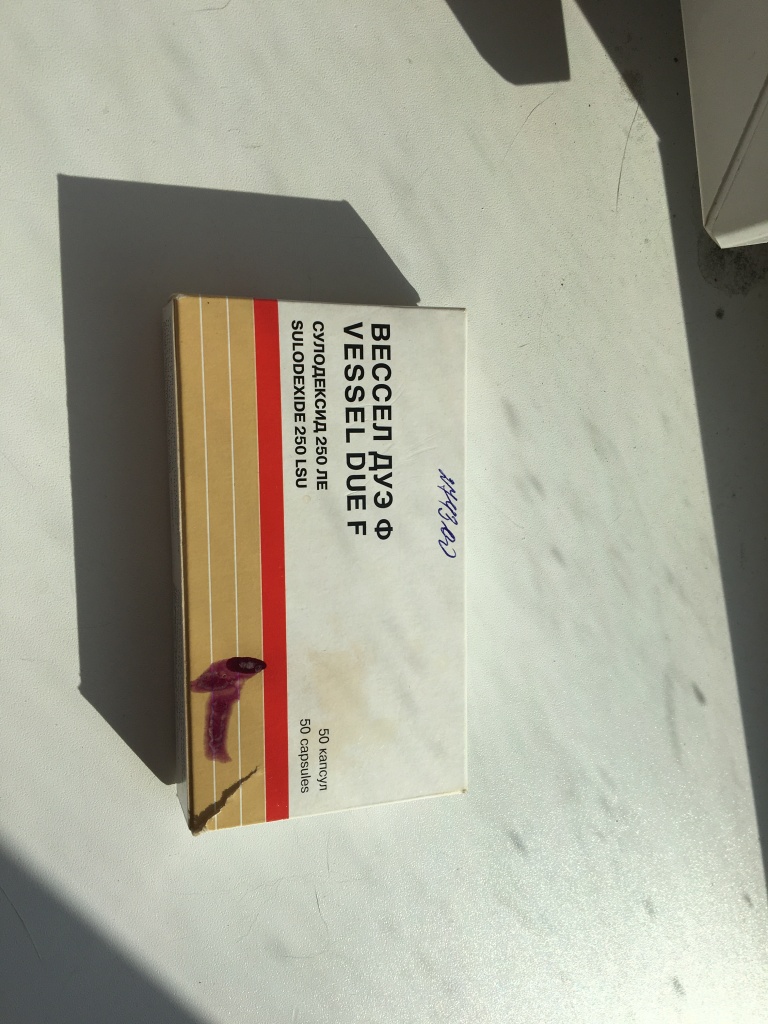 ВЕССЕЛ ДУЭ Ф
VESSEL DUE F
СУЛОДЕКСИД 250 ЛЕ
SULODEXIDE 250 LSU
50 капсул
50 capsules